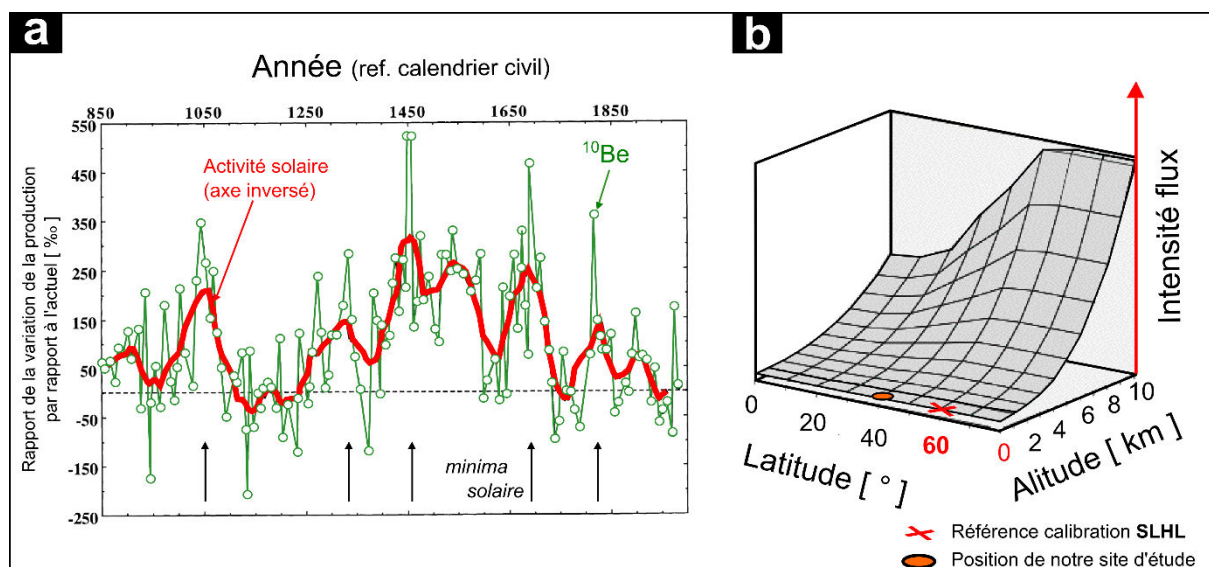 a
Année (ref. calendrier civil)
850 1050 1250 1450 1650 1850
Rapport de la variation de la production
par rapport à l'actuel [ ‰ ]
550
450
350
250
150
50
-50
-150
-250
Activité solaire
(axe inversé)
10Be
minima
solaire
b
Intensité flux
0 20 40 60
Latitude [ ° ]
0 2 4 6 8 10
Alitude [ km ]
Référence calibration SLHL
Position de notre site d'étude